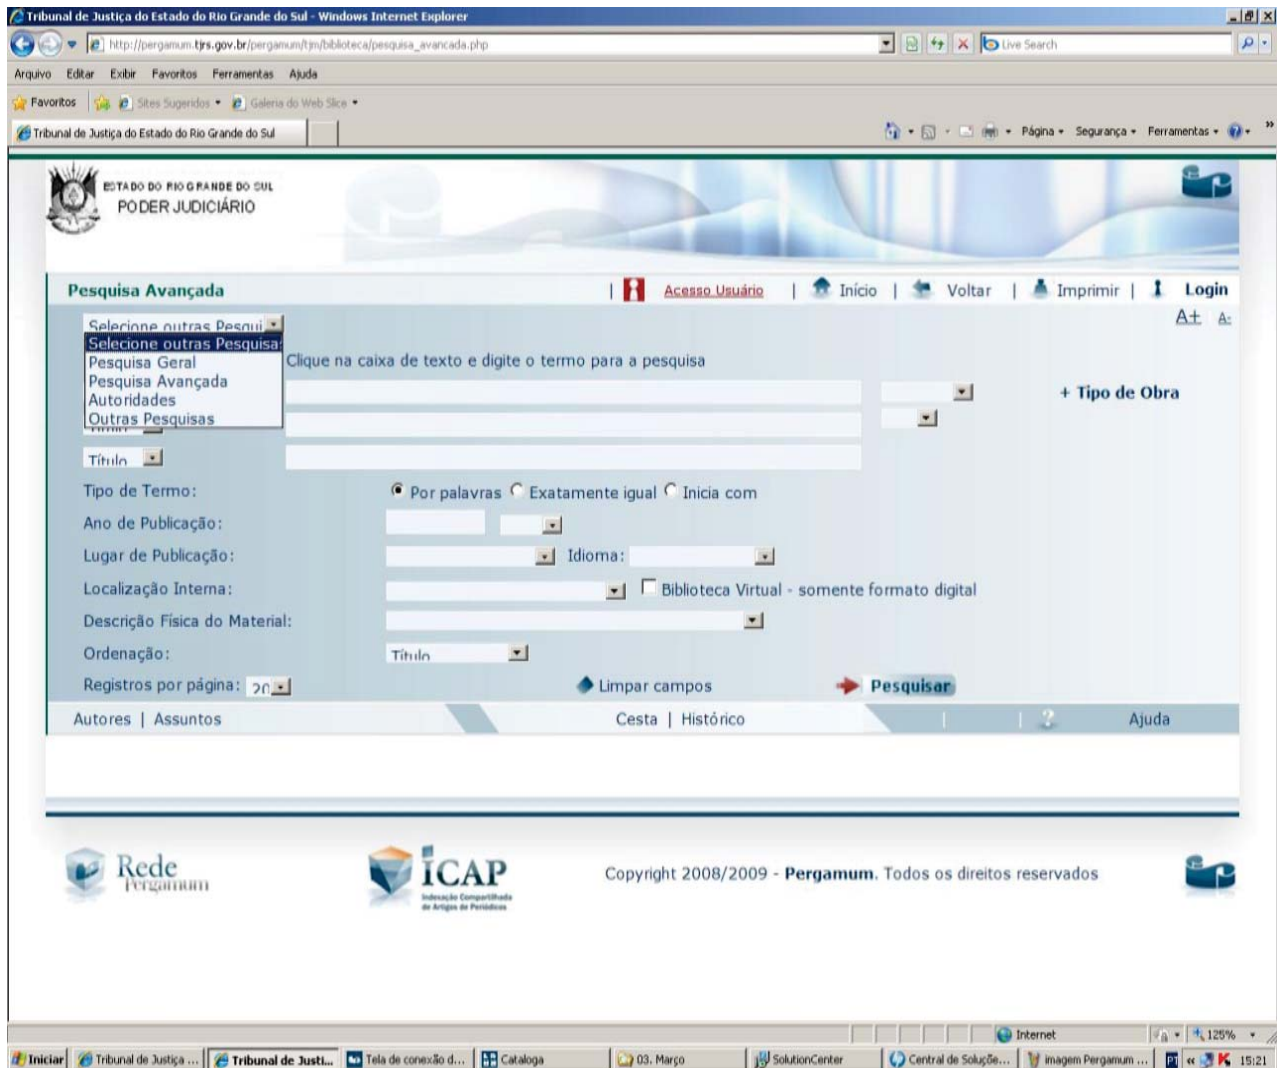 Tribunal de Justiça do Estado do Rio Grande do Sul - Windows Internet Explorer
http://pergamum.tjrs.gov.br/pergamum/tjm/biblioteca/pesquisa_avancada.php
Live Search
Arquivo Editar Exibir Favoritos Ferramentas Ajuda
Favoritos Sites Sugeridos Galeria do Web Slice
Tribunal de Justiça do Estado do Rio Grande do Sul
Página Segurança Ferramentas
ESTADO DO RIO GRANDE DO SUL
PODER JUDICIÁRIO
Pesquisa Avançada
| Acesso Usuário | Início | Voltar | Imprimir | Login
A+ A-
Selecione outras Pesqui
Selecione outras Pesquisa
Pesquisa Geral
Clique na caixa de texto e digite o termo para a pesquisa
Pesquisa Avançada
Autoridades
+ Tipo de Obra
Outras Pesquisas
Título
Título
Tipo de Termo: Por palavras Exatamente igual Inicia com
Ano de Publicação:
Lugar de Publicação: Idioma:
Localização Interna: Biblioteca Virtual - somente formato digital
Descrição Física do Material:
Ordenação: Título
Registros por página: 20 Limpar campos Pesquisar
Autores | Assuntos Cesta | Histórico Ajuda
Rede
Pergamum
ICAP
Indexação Compartilhada
de Artigos de Periódicos
Copyright 2008/2009 - Pergamum. Todos os direitos reservados
Internet 125%
Iniciar Tribunal de Justiça ... Tribunal de Justi... Tela de conexão d... Cataloga 03. Março SolutionCenter Central de Soluçõe... imagem Pergamum ... PT « 15:21